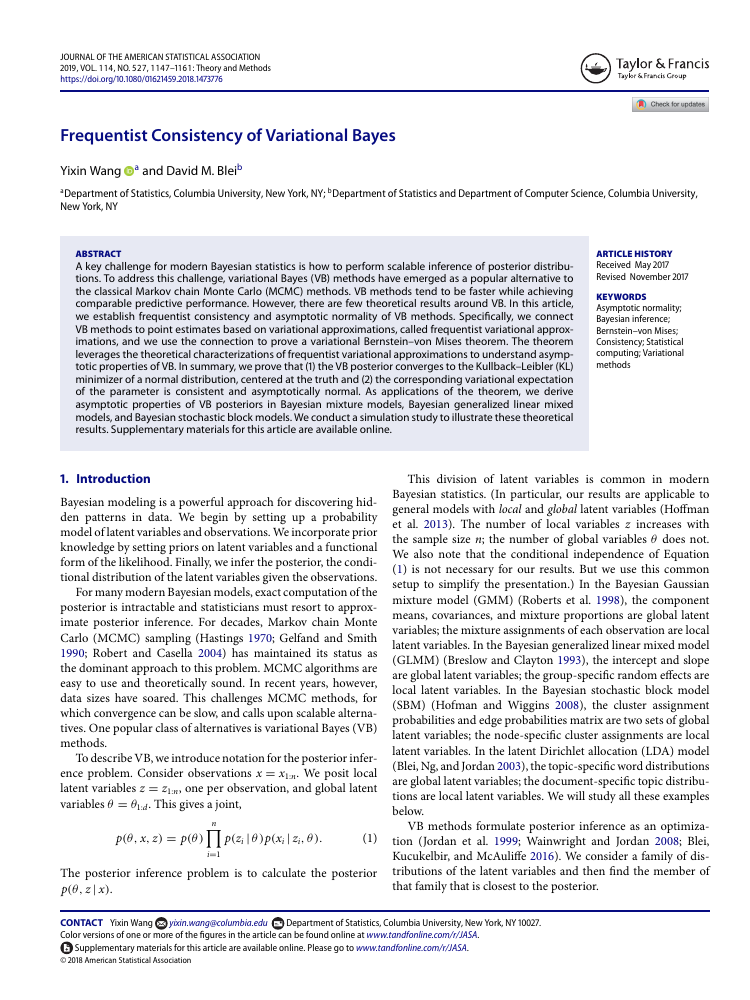 JOURNAL OF THE AMERICAN STATISTICAL ASSOCIATION
2019, VOL. 114, NO. 527, 1147–1161: Theory and Methods
https://doi.org/10.1080/01621459.2018.1473776
Taylor & Francis
Taylor & Francis Group
Check for updates
Frequentist Consistency of Variational Bayes
Yixin Wang iD a and David M. Blei b
aDepartment of Statistics, Columbia University, New York, NY; bDepartment of Statistics and Department of Computer Science, Columbia University,
New York, NY
ABSTRACT
A key challenge for modern Bayesian statistics is how to perform scalable inference of posterior distribu-
tions. To address this challenge, variational Bayes (VB) methods have emerged as a popular alternative to
the classical Markov chain Monte Carlo (MCMC) methods. VB methods tend to be faster while achieving
comparable predictive performance. However, there are few theoretical results around VB. In this article,
we establish frequentist consistency and asymptotic normality of VB methods. Specifically, we connect
VB methods to point estimates based on variational approximations, called frequentist variational approx-
imations, and we use the connection to prove a variational Bernstein–von Mises theorem. The theorem
leverages the theoretical characterizations of frequentist variational approximations to understand asymp-
totic properties of VB. In summary, we prove that (1) the VB posterior converges to the Kullback–Leibler (KL)
minimizer of a normal distribution, centered at the truth and (2) the corresponding variational expectation
of the parameter is consistent and asymptotically normal. As applications of the theorem, we derive
asymptotic properties of VB posteriors in Bayesian mixture models, Bayesian generalized linear mixed
models, and Bayesian stochastic block models. We conduct a simulation study to illustrate these theoretical
results. Supplementary materials for this article are available online.
ARTICLE HISTORY
Received May 2017
Revised November 2017
KEYWORDS
Asymptotic normality;
Bayesian inference;
Bernstein–von Mises;
Consistency; Statistical
computing; Variational
methods
1. Introduction
Bayesian modeling is a powerful approach for discovering hid-
den patterns in data. We begin by setting up a probability
model of latent variables and observations. We incorporate prior
knowledge by setting priors on latent variables and a functional
form of the likelihood. Finally, we infer the posterior, the condi-
tional distribution of the latent variables given the observations.
For many modern Bayesian models, exact computation of the
posterior is intractable and statisticians must resort to approx-
imate posterior inference. For decades, Markov chain Monte
Carlo (MCMC) sampling (Hastings 1970; Gelfand and Smith
1990; Robert and Casella 2004) has maintained its status as
the dominant approach to this problem. MCMC algorithms are
easy to use and theoretically sound. In recent years, however,
data sizes have soared. This challenges MCMC methods, for
which convergence can be slow, and calls upon scalable alterna-
tives. One popular class of alternatives is variational Bayes (VB)
methods.
To describe VB, we introduce notation for the posterior infer-
ence problem. Consider observations x = x1:n. We posit local
latent variables z = z1:n, one per observation, and global latent
variables θ = θ1:d. This gives a joint,
p(θ, x, z) = p(θ) ∏_{i=1}^{n} p(zi | θ)p(xi | zi, θ). (1)
The posterior inference problem is to calculate the posterior
p(θ, z | x).
This division of latent variables is common in modern
Bayesian statistics. (In particular, our results are applicable to
general models with local and global latent variables (Hoffman
et al. 2013). The number of local variables z increases with
the sample size n; the number of global variables θ does not.
We also note that the conditional independence of Equation
(1) is not necessary for our results. But we use this common
setup to simplify the presentation.) In the Bayesian Gaussian
mixture model (GMM) (Roberts et al. 1998), the component
means, covariances, and mixture proportions are global latent
variables; the mixture assignments of each observation are local
latent variables. In the Bayesian generalized linear mixed model
(GLMM) (Breslow and Clayton 1993), the intercept and slope
are global latent variables; the group-specific random effects are
local latent variables. In the Bayesian stochastic block model
(SBM) (Hofman and Wiggins 2008), the cluster assignment
probabilities and edge probabilities matrix are two sets of global
latent variables; the node-specific cluster assignments are local
latent variables. In the latent Dirichlet allocation (LDA) model
(Blei, Ng, and Jordan 2003), the topic-specific word distributions
are global latent variables; the document-specific topic distribu-
tions are local latent variables. We will study all these examples
below.
VB methods formulate posterior inference as an optimiza-
tion (Jordan et al. 1999; Wainwright and Jordan 2008; Blei,
Kucukelbir, and McAuliffe 2016). We consider a family of dis-
tributions of the latent variables and then find the member of
that family that is closest to the posterior.
CONTACT Yixin Wang yixin.wang@columbia.edu Department of Statistics, Columbia University, New York, NY 10027.
Color versions of one or more of the figures in the article can be found online at www.tandfonline.com/r/JASA.
Supplementary materials for this article are available online. Please go to www.tandfonline.com/r/JASA.
© 2018 American Statistical Association